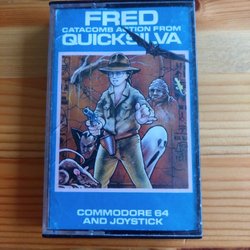 FRED
CATACOMB ACTION FROM
QUICKSILVA
COMMODORE 64
AND JOYSTICK